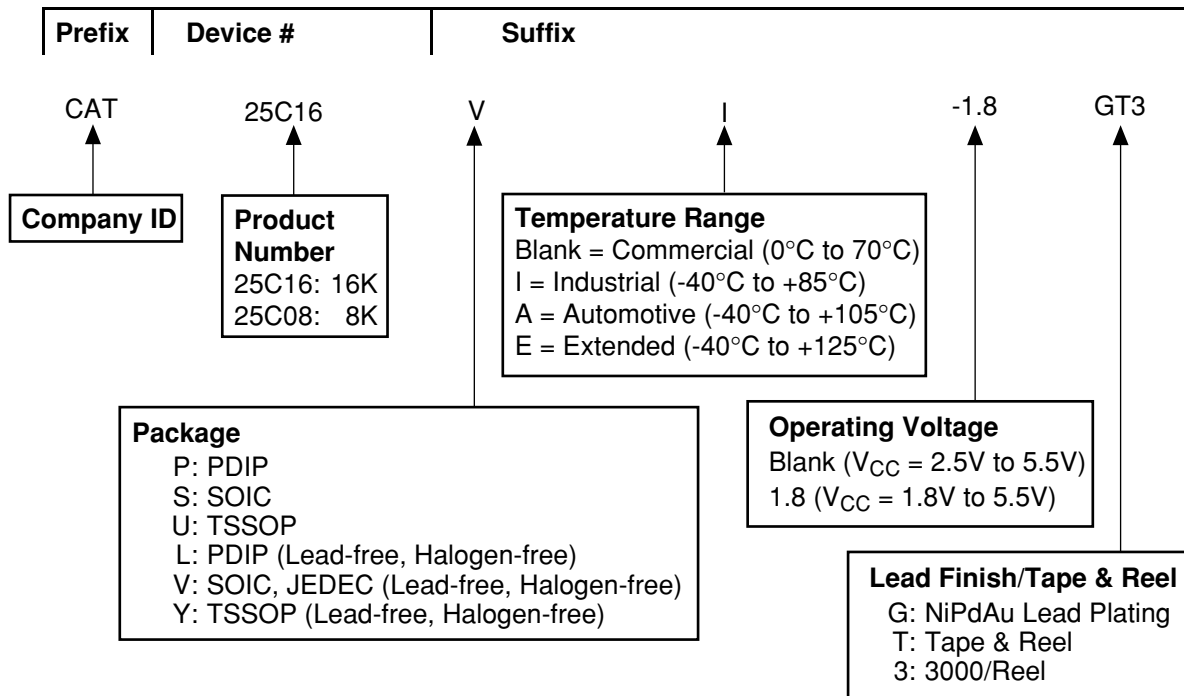 Prefix Device # Suffix
CAT 25C16 V I -1.8 GT3
Company ID
Product
Number
25C16: 16K
25C08: 8K
Temperature Range
Blank = Commercial (0°C to 70°C)
I = Industrial (-40°C to +85°C)
A = Automotive (-40°C to +105°C)
E = Extended (-40°C to +125°C)
Package
P: PDIP
S: SOIC
U: TSSOP
L: PDIP (Lead-free, Halogen-free)
V: SOIC, JEDEC (Lead-free, Halogen-free)
Y: TSSOP (Lead-free, Halogen-free)
Operating Voltage
Blank (VCC = 2.5V to 5.5V)
1.8 (VCC = 1.8V to 5.5V)
Lead Finish/Tape & Reel
G: NiPdAu Lead Plating
T: Tape & Reel
3: 3000/Reel